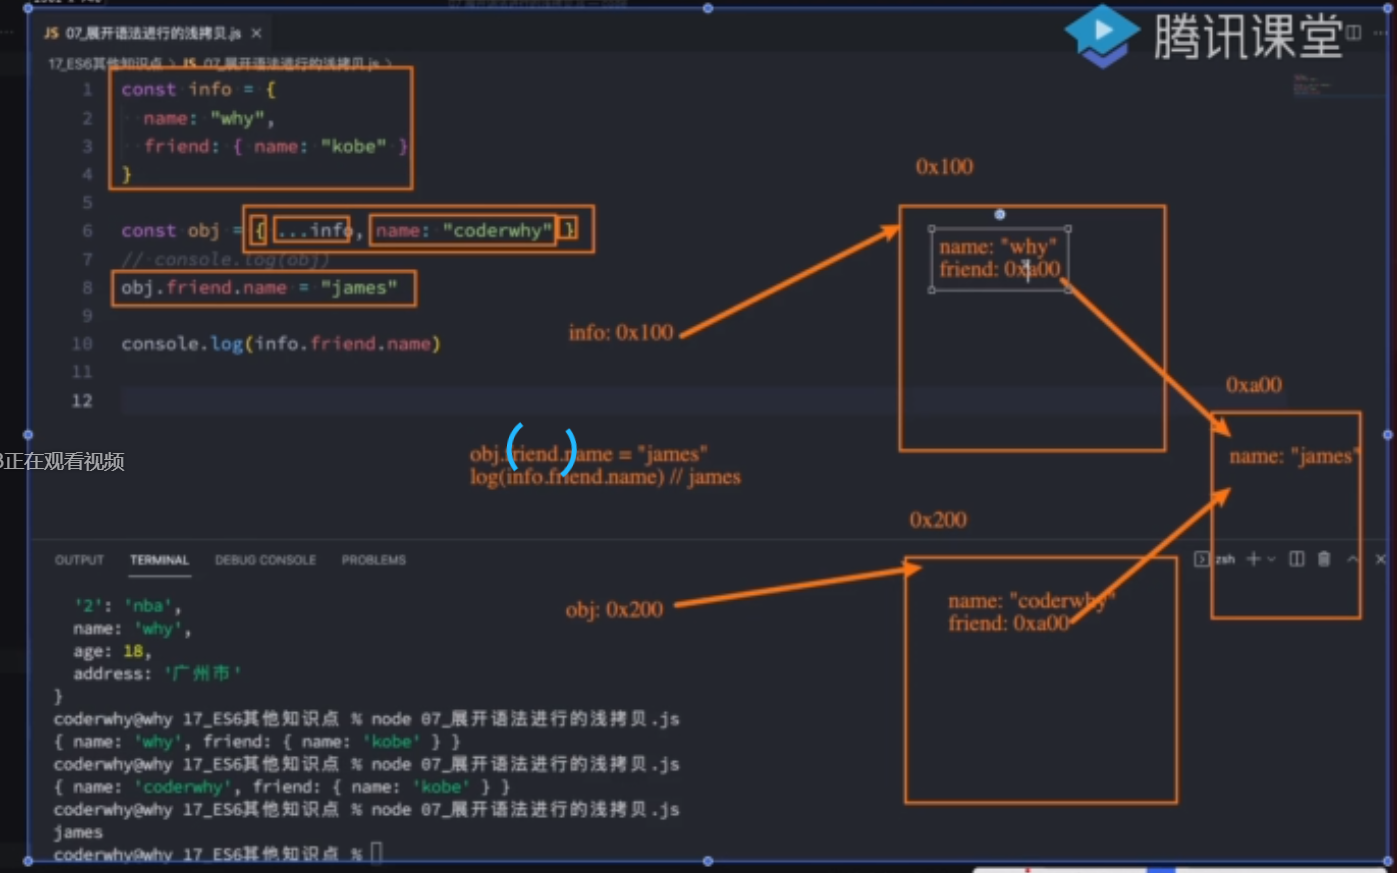 JS 07_展开语法进行的浅拷贝.js ×
腾讯课堂
17_ES6其他知识点 > JS 07_展开语法进行的浅拷贝.js >
1 const info = {
2 name: "why",
3 friend: { name: "kobe" }
4 }
5
6 const obj = { ...info, name: "coderwhy" }
7 // console.log(obj)
8 obj.friend.name = "james"
9
10 console.log(info.friend.name)
11
12
0x100
name: "why"
friend: 0xa00
info: 0x100
0xa00
name: "james"
正在观看视频
obj.friend.name = "james"
log(info.friend.name) // james
0x200
name: "coderwhy"
friend: 0xa00
obj: 0x200
OUTPUT TERMINAL DEBUG CONSOLE PROBLEMS
zsh
'2': 'nba',
name: 'why',
age: 18,
address: '广州市'
}
coderwhy@why 17_ES6其他知识点 % node 07_展开语法进行的浅拷贝.js
{ name: 'why', friend: { name: 'kobe' } }
coderwhy@why 17_ES6其他知识点 % node 07_展开语法进行的浅拷贝.js
{ name: 'coderwhy', friend: { name: 'kobe' } }
coderwhy@why 17_ES6其他知识点 % node 07_展开语法进行的浅拷贝.js
james
coderwhy@why 17_ES6其他知识点 %